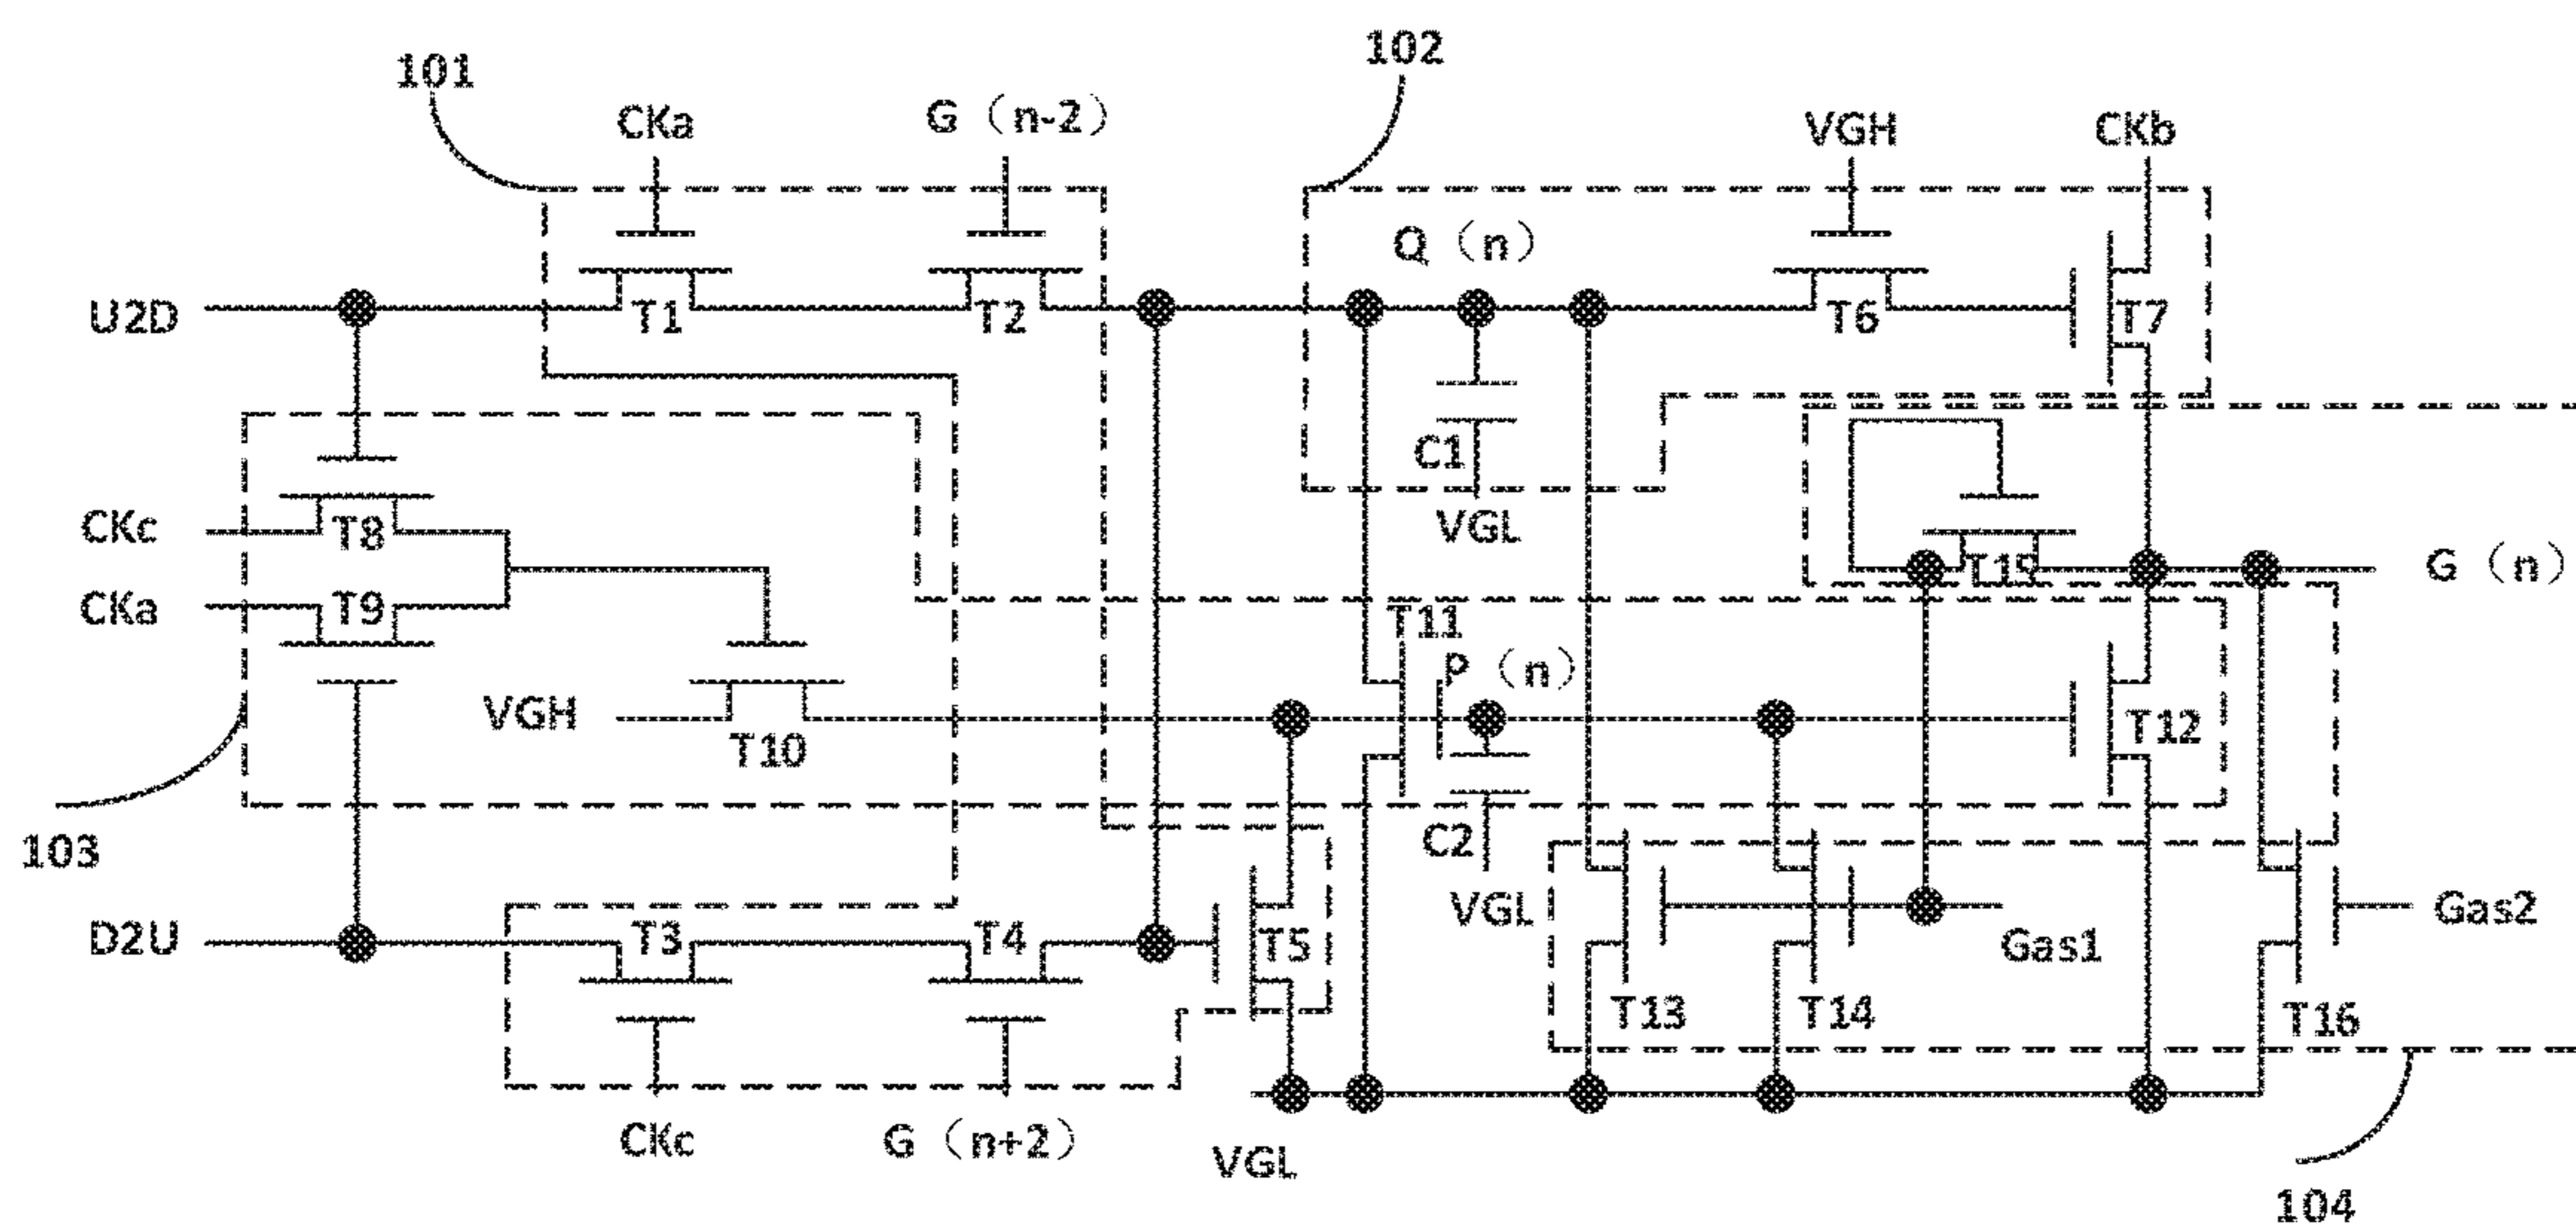 101
102
CKa
G（n-2）
VGH
CKb
Q（n）
U2D
T1
T2
T6
T7
C1
VGL
CKc
T8
T15
G（n）
CKa
T9
T11
P（n）
VGH
T10
T12
103
C2
VGL
Gas2
D2U
T3
T4
T5
Gas1
T13
T14
T16
CKc
G（n+2）
VGL
104